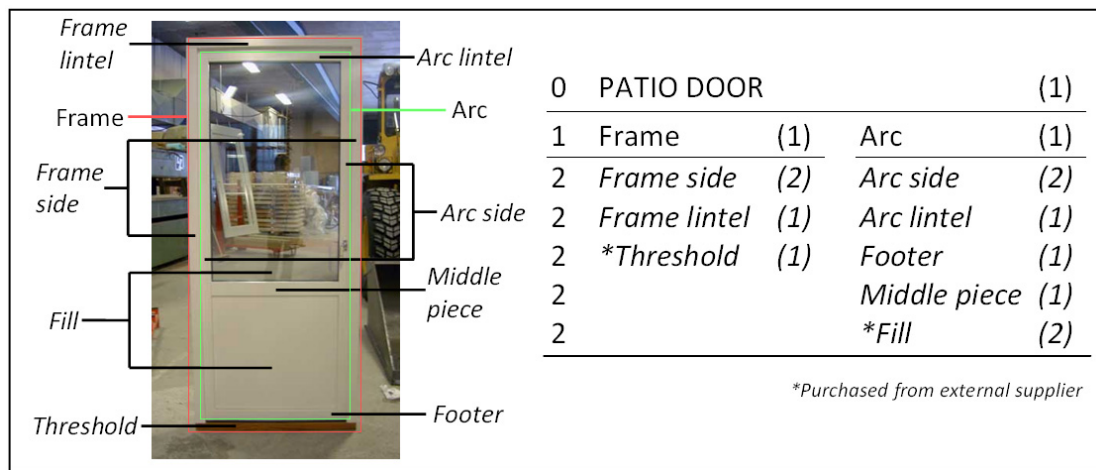 Frame
lintel
Arc lintel
Frame
Arc
Frame
side
Arc side
Middle
piece
Fill
Footer
Threshold
0 PATIO DOOR (1)
1 Frame (1) Arc (1)
2 Frame side (2) Arc side (2)
2 Frame lintel (1) Arc lintel (1)
2 *Threshold (1) Footer (1)
2 Middle piece (1)
2 *Fill (2)
*Purchased from external supplier